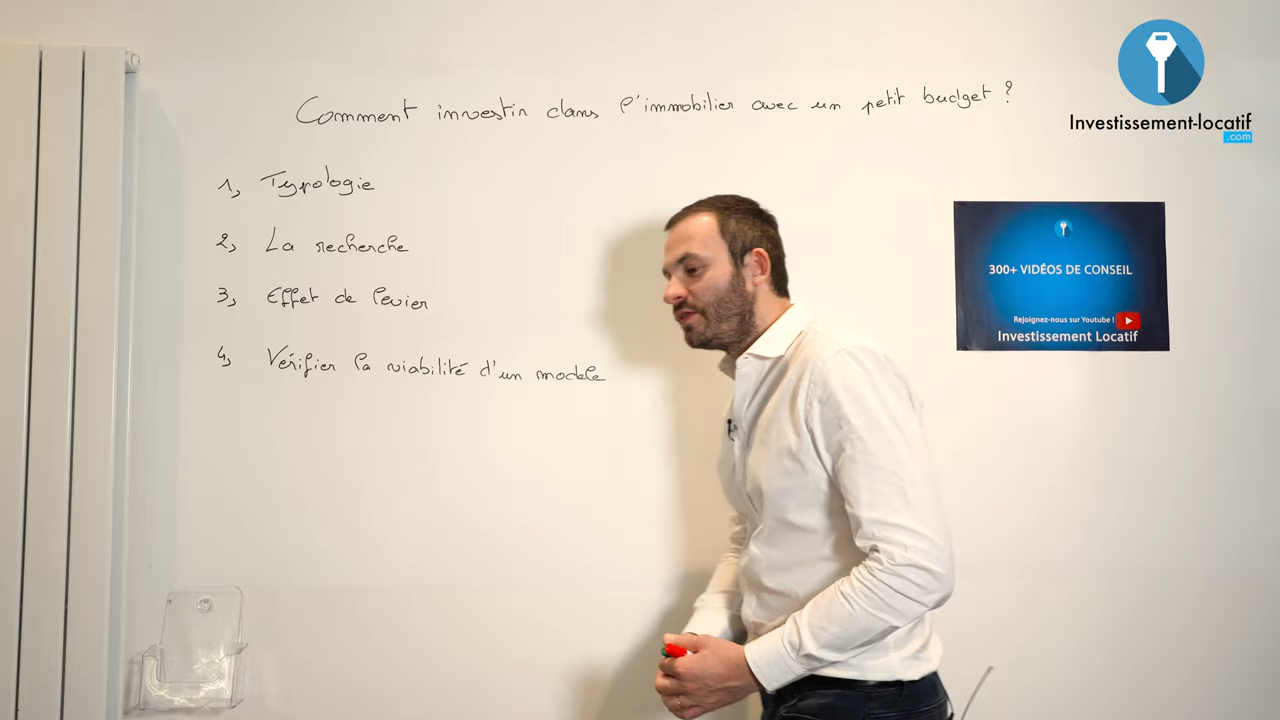 Comment investir dans l'immobilier avec un petit budget ?
1, Typologie
2, La recherche
3, Effet de levier
4, Vérifier la viabilité d'un modèle
Investissement-locatif
.com
300+ VIDÉOS DE CONSEIL
Rejoignez-nous sur Youtube !
Investissement Locatif